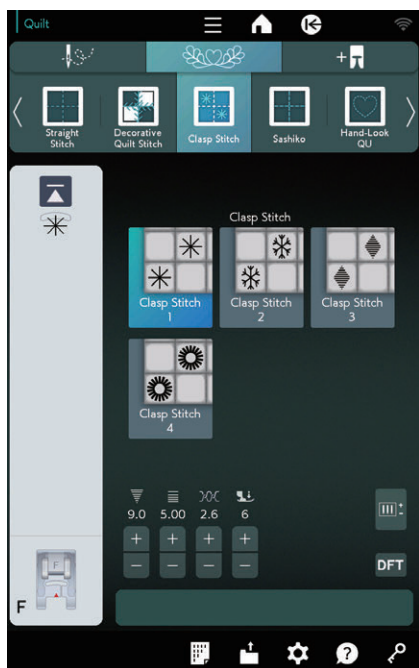 Quilt
+
Straight
Stitch
Decorative
Quilt Stitch
Clasp Stitch
Sashiko
Hand-Look
QU
Clasp Stitch
Clasp Stitch
1
Clasp Stitch
2
Clasp Stitch
3
Clasp Stitch
4
9.0 5.00 2.6 6
+ + + +
− − − −
DFT
F
F
?